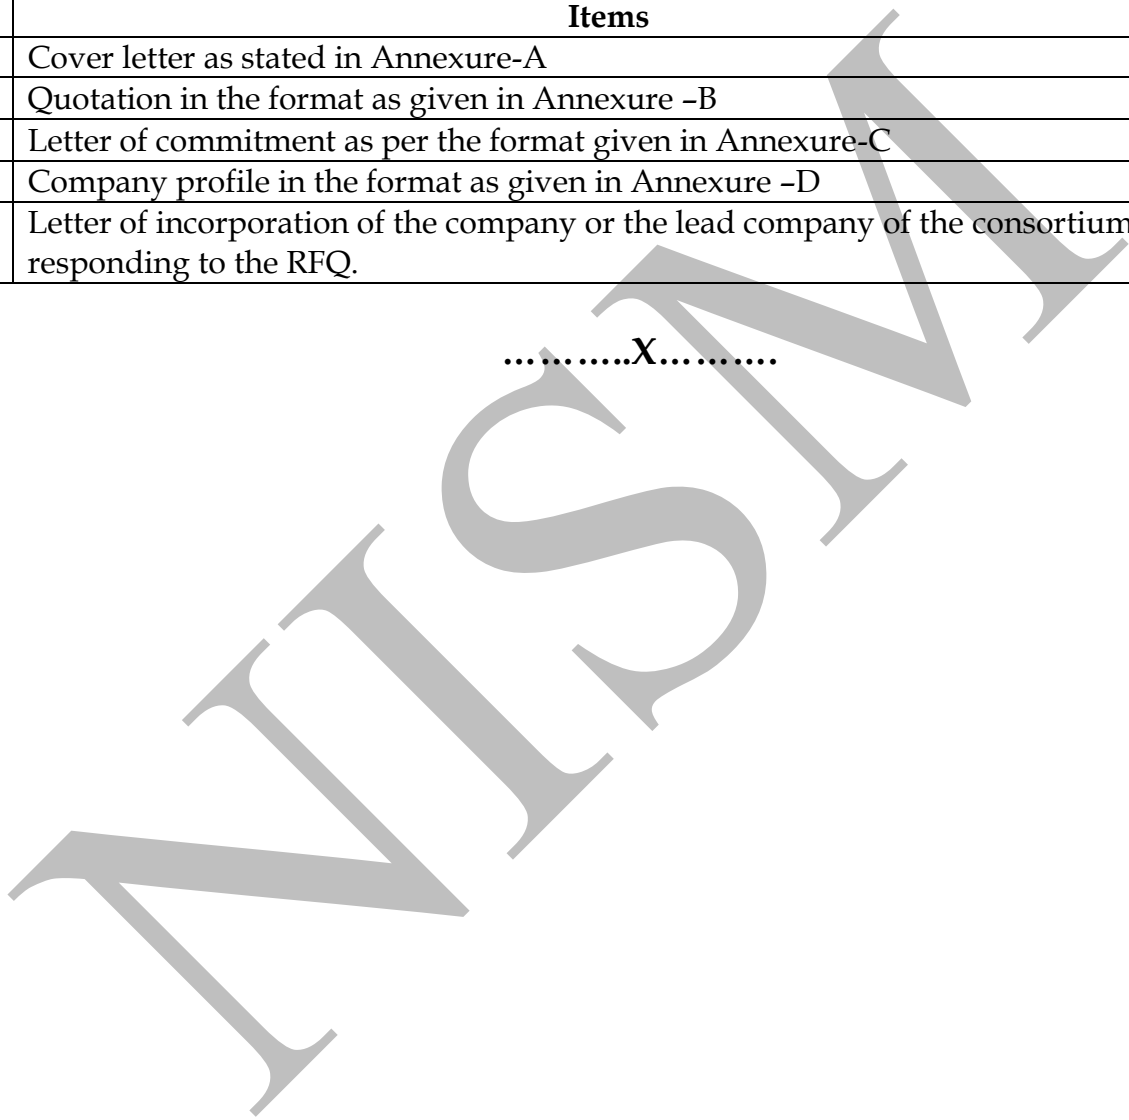 Items
Cover letter as stated in Annexure-A
Quotation in the format as given in Annexure –B
Letter of commitment as per the format given in Annexure-C
Company profile in the format as given in Annexure –D
Letter of incorporation of the company or the lead company of the consortium
responding to the RFQ.
………..X……….
NISM